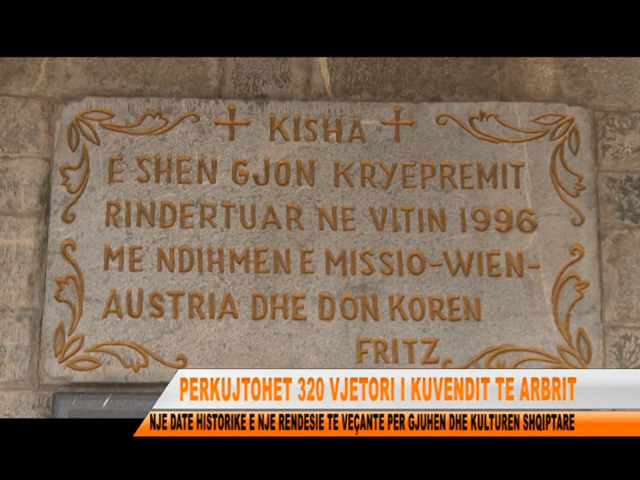 + KISHA +
E SHEN GJON KRYEPREMIT
RINDERTUAR NE VITIN 1996
ME NDIHMEN E MISSIO-WIEN-
AUSTRIA DHE DON KOREN
FRITZ.
PERKUJTOHET 320 VJETORI I KUVENDIT TE ARBRIT
NJE DATE HISTORIKE E NJE RENDESIE TE VEÇANTE PER GJUHEN DHE KULTUREN SHQIPTARE